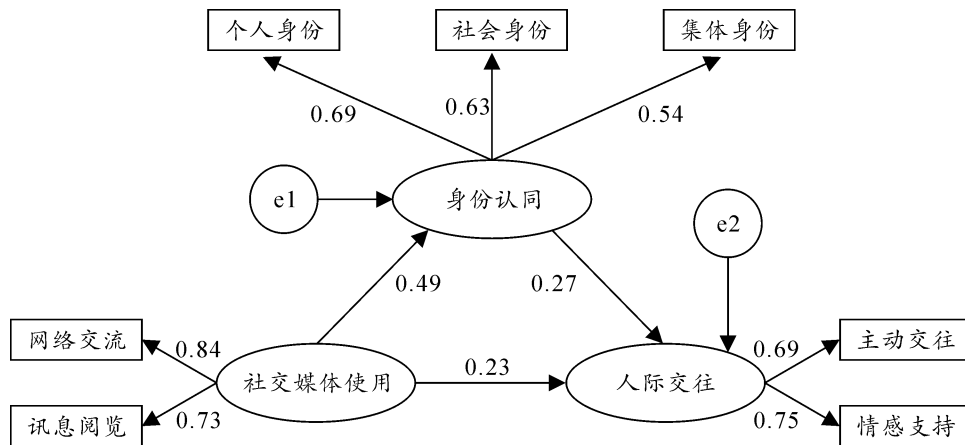 个人身份
社会身份
集体身份
0.69
0.63
0.54
e1
身份认同
e2
0.49
0.27
网络交流
0.84
社交媒体使用
0.23
人际交往
0.69
主动交往
讯息阅览
0.73
0.75
情感支持